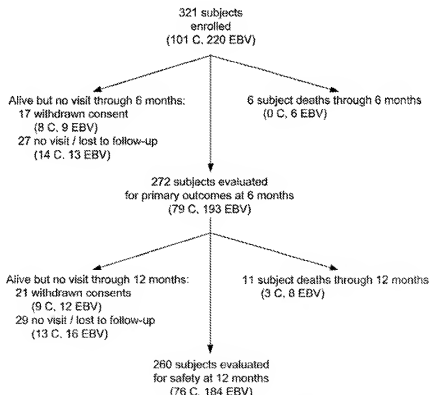 321 subjects
enrolled
(101 C, 220 EBV)
Alive but no visit through 6 months:
17 withdrawn consent
(8 C, 9 EBV)
27 no visit / lost to follow-up
(14 C, 13 EBV)
6 subject deaths through 6 months
(0 C, 6 EBV)
272 subjects evaluated
for primary outcomes at 6 months
(79 C, 193 EBV)
Alive but no visit through 12 months:
21 withdrawn consents
(9 C, 12 EBV)
29 no visit / lost to follow-up
(13 C, 16 EBV)
11 subject deaths through 12 months
(3 C, 8 EBV)
260 subjects evaluated
for safety at 12 months
(76 C, 184 EBV)